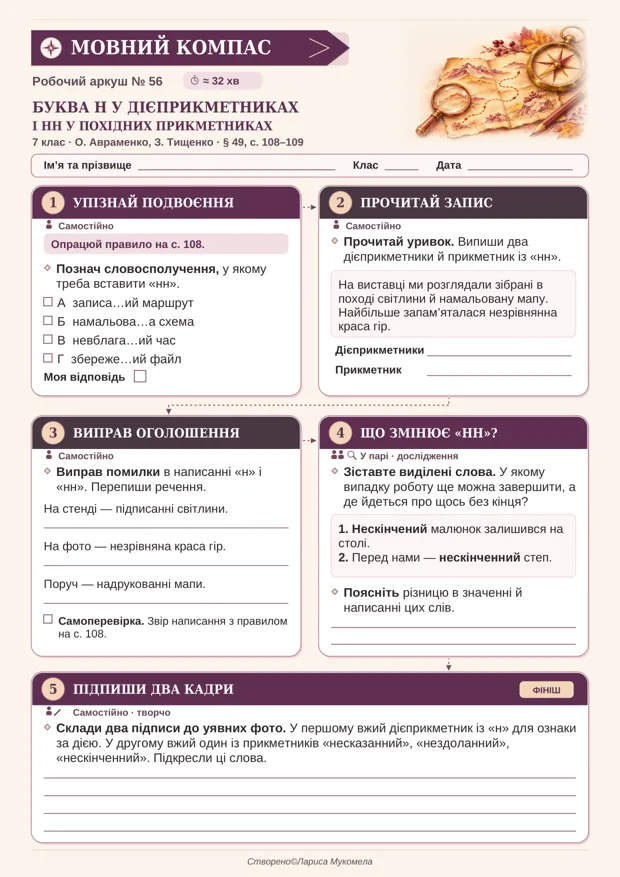 МОВНИЙ КОМПАС
Робочий аркуш № 56
≈ 32 хв
БУКВА Н У ДІЄПРИКМЕТНИКАХ
І НН У ПОХІДНИХ ПРИКМЕТНИКАХ
7 клас · О. Авраменко, З. Тищенко · § 49, с. 108–109
Ім’я та прізвище Клас Дата
1 УПІЗНАЙ ПОДВОЄННЯ
Самостійно
Опрацюй правило на с. 108.
Познач словосполучення, у якому
треба вставити «нн».
А записа…ий маршрут
Б намальова…а схема
В невблага…ий час
Г збереже…ий файл
Моя відповідь
2 ПРОЧИТАЙ ЗАПИС
Самостійно
Прочитай уривок. Випиши два
дієприкметники й прикметник із «нн».
На виставці ми розглядали зібрані в
поході світлини й намальовану мапу.
Найбільше запам’яталася незрівнянна
краса гір.
Дієприкметники
Прикметник
3 ВИПРАВ ОГОЛОШЕННЯ
Самостійно
Виправ помилки в написанні «н» і
«нн». Перепиши речення.
На стенді — підписанні світлини.
На фото — незрівняна краса гір.
Поруч — надрукованні мапи.
Самоперевірка. Звір написання з правилом
на с. 108.
4 ЩО ЗМІНЮЄ «НН»?
У парі · дослідження
Зіставте виділені слова. У якому
випадку роботу ще можна завершити, а
де йдеться про щось без кінця?
1. Нескінчений малюнок залишився на
столі.
2. Перед нами — нескінченний степ.
Поясніть різницю в значенні й
написанні цих слів.
5 ПІДПИШИ ДВА КАДРИ
ФІНІШ
Самостійно · творчо
Склади два підписи до уявних фото. У першому вжий дієприкметник із «н» для ознаки
за дією. У другому вжий один із прикметників «несказанний», «нездоланний»,
«нескінченний». Підкресли ці слова.
Створено©Лариса Мукомела